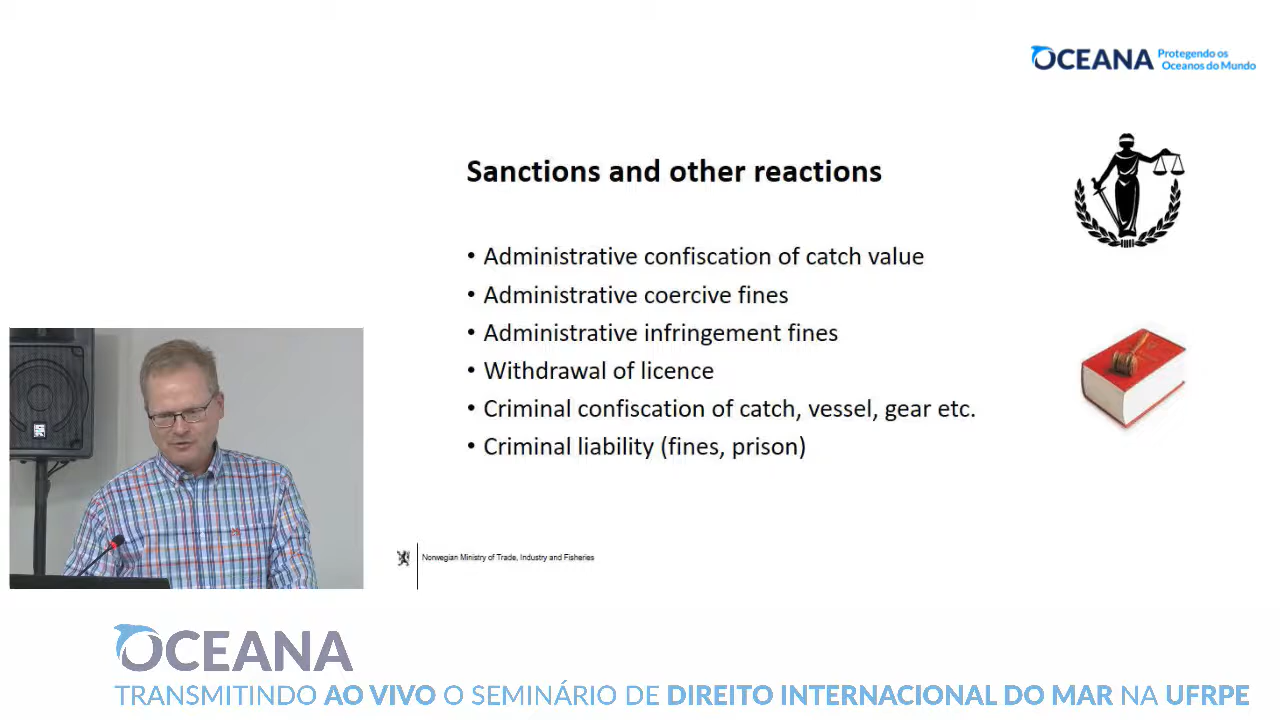 OCEANA
Protegendo os
Oceanos do Mundo
Sanctions and other reactions
• Administrative confiscation of catch value
• Administrative coercive fines
• Administrative infringement fines
• Withdrawal of licence
• Criminal confiscation of catch, vessel, gear etc.
• Criminal liability (fines, prison)
Norwegian Ministry of Trade, Industry and Fisheries
OCEANA
TRANSMITINDO AO VIVO O SEMINÁRIO DE DIREITO INTERNACIONAL DO MAR NA UFRPE